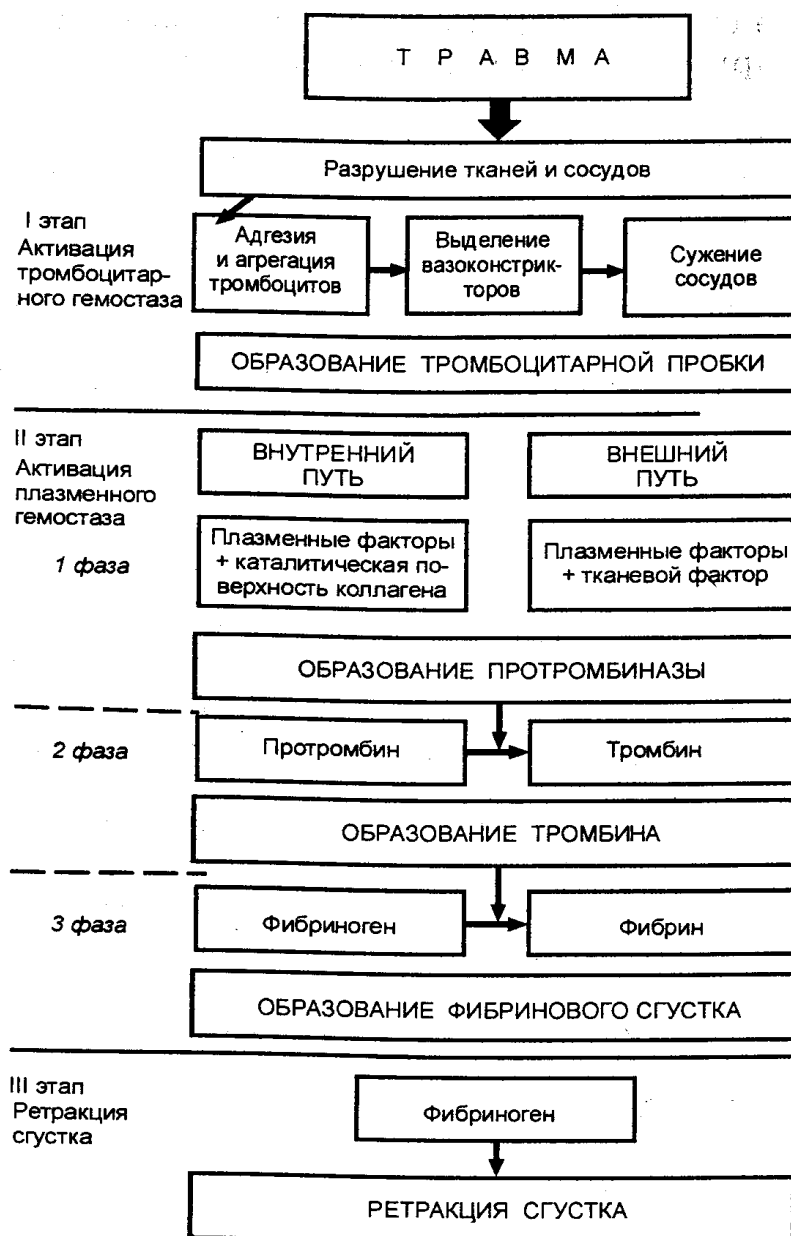 Т Р А В М А
Разрушение тканей и сосудов
I этап
Активация
тромбоцитар-
ного гемостаза
Адгезия
и агрегация
тромбоцитов
Выделение
вазоконстрик-
торов
Сужение
сосудов
ОБРАЗОВАНИЕ ТРОМБОЦИТАРНОЙ ПРОБКИ
II этап
Активация
плазменного
гемостаза
ВНУТРЕННИЙ
ПУТЬ
ВНЕШНИЙ
ПУТЬ
1 фаза
Плазменные факторы
+ каталитическая по-
верхность коллагена
Плазменные факторы
+ тканевой фактор
ОБРАЗОВАНИЕ ПРОТРОМБИНАЗЫ
2 фаза
Протромбин
Тромбин
ОБРАЗОВАНИЕ ТРОМБИНА
3 фаза
Фибриноген
Фибрин
ОБРАЗОВАНИЕ ФИБРИНОВОГО СГУСТКА
III этап
Ретракция
сгустка
Фибриноген
РЕТРАКЦИЯ СГУСТКА